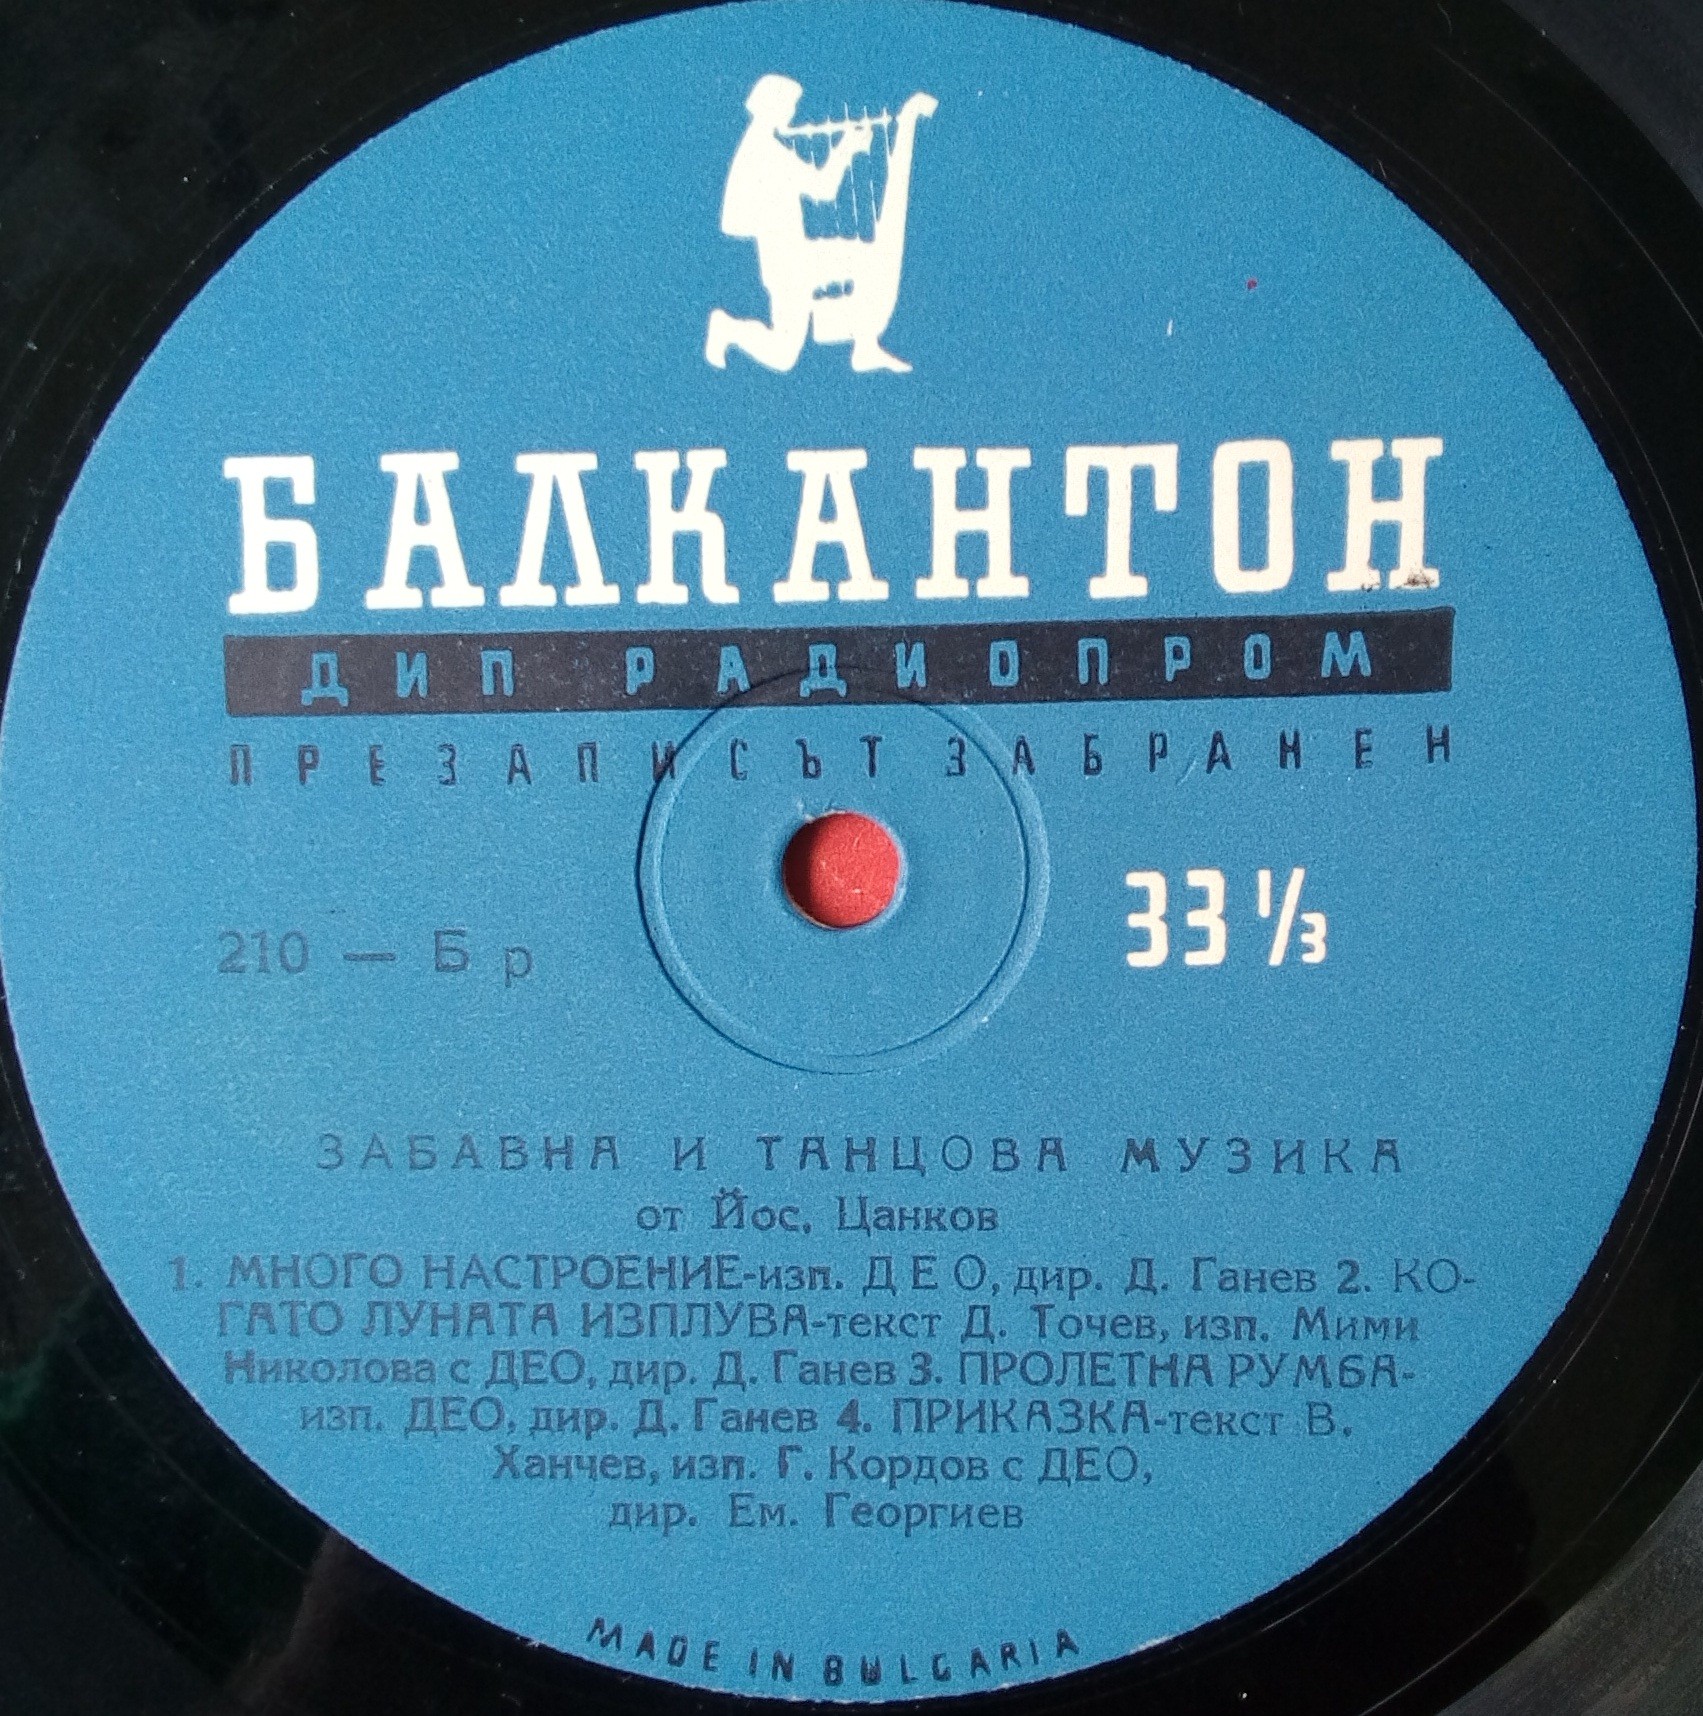 БАЛКАНТОН
ДИП РАДИОПРОМ
ПРЕЗАПИСЪТ ЗАБРАНЕН
33 1/3
210 — Б р
ЗАБАВНА И ТАНЦОВА МУЗИКА
от Йос. Цанков
1. МНОГО НАСТРОЕНИЕ-изп. Д Е О, дир. Д. Ганев 2. КО-
ГАТО ЛУНАТА ИЗПЛУВА-текст Д. Точев, изп. Мими
Николова с ДЕО, дир. Д. Ганев 3. ПРОЛЕТНА РУМБА-
изп. ДЕО, дир. Д. Ганев 4. ПРИКАЗКА-текст В.
Ханчев, изп. Г. Кордов с ДЕО,
дир. Ем. Георгиев
MADE IN BULGARIA